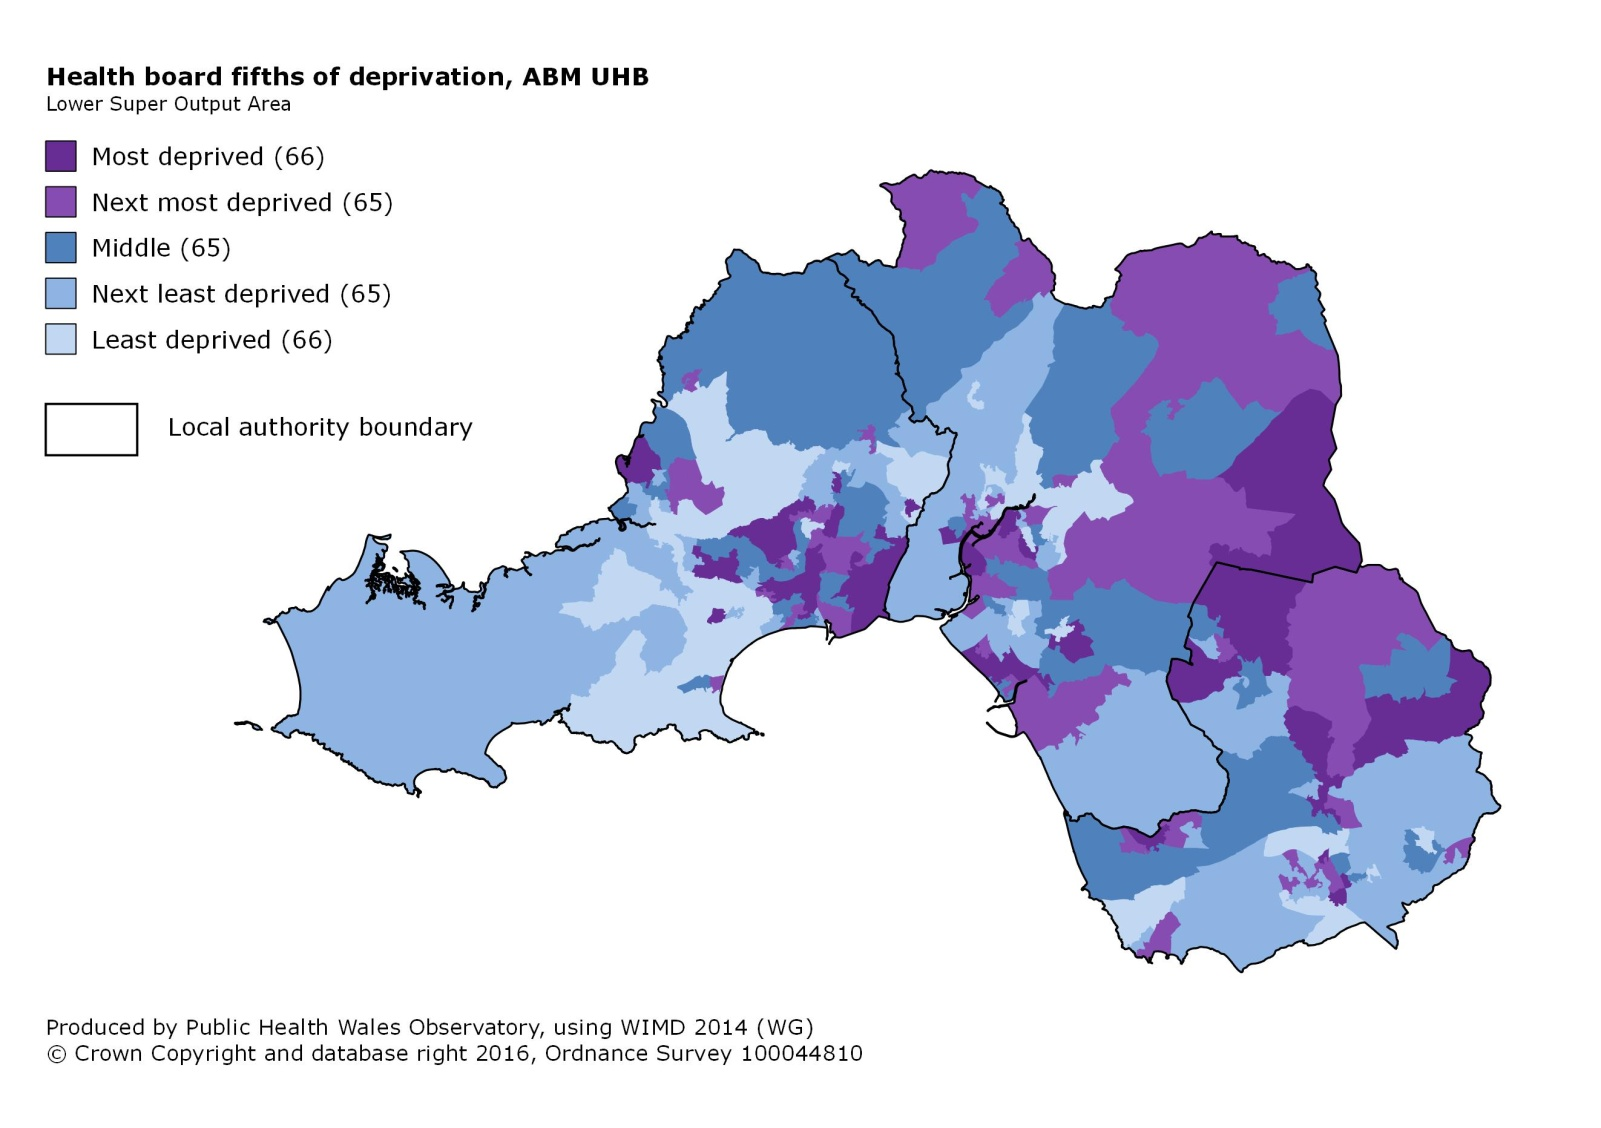 Health board fifths of deprivation, ABM UHB
Lower Super Output Area
Most deprived (66)
Next most deprived (65)
Middle (65)
Next least deprived (65)
Least deprived (66)
Local authority boundary
Produced by Public Health Wales Observatory, using WIMD 2014 (WG)
© Crown Copyright and database right 2016, Ordnance Survey 100044810